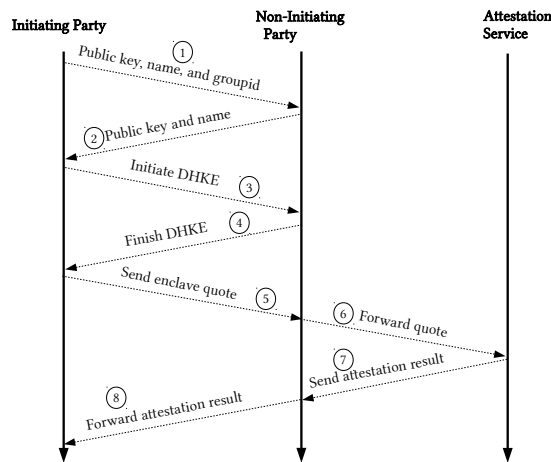 Initiating Party
Non-Initiating
Party
Attestation
Service
1
Public key, name, and groupid
2 Public key and name
Initiate DHKE
3
4
Finish DHKE
Send enclave quote
5
6 Forward quote
7
Send attestation result
8
Forward attestation result